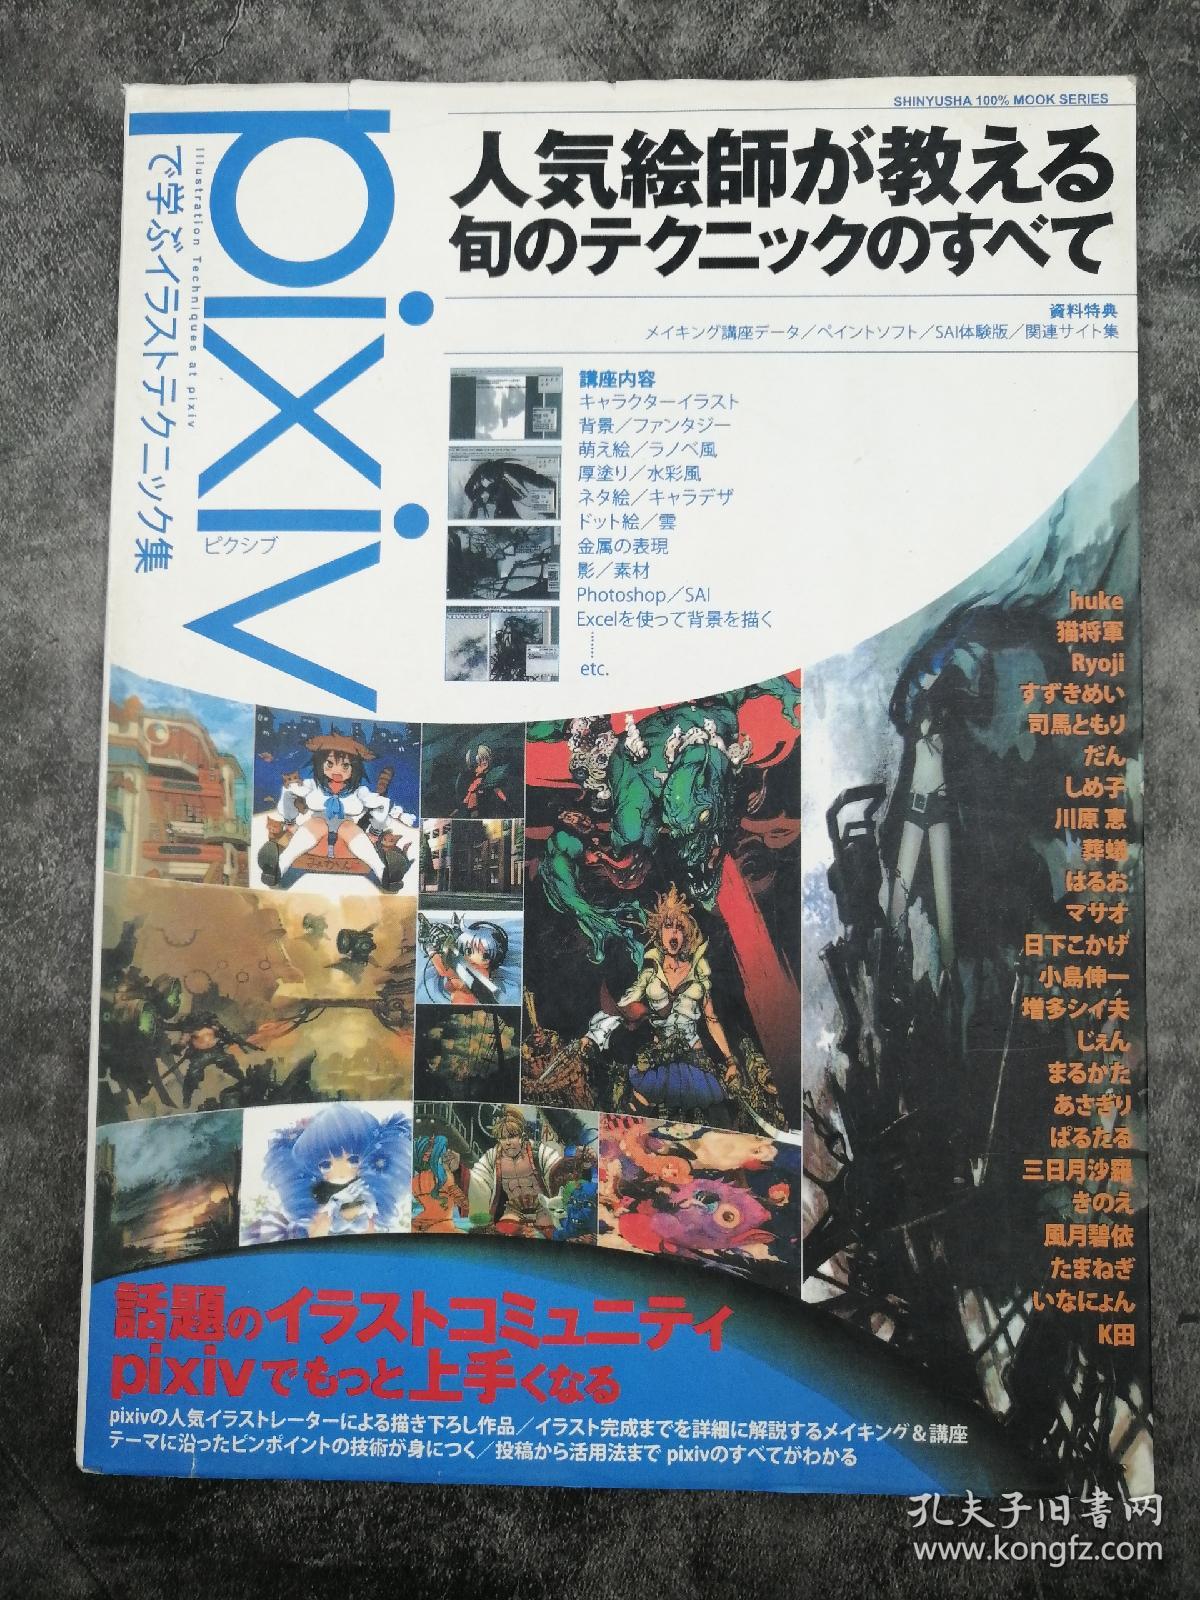 SHINYUSHA 100% MOOK SERIES
pixiv
ピクシブ
Illustration Techniques at pixiv
で学ぶイラストテクニック集
人気絵師が教える
旬のテクニックのすべて
資料特典
メイキング講座データ／ペイントソフト／SAI体験版／関連サイト集
講座内容
キャラクターイラスト
背景／ファンタジー
萌え絵／ラノベ風
厚塗り／水彩風
ネタ絵／キャラデザ
ドット絵／雲
金属の表現
影／素材
Photoshop／SAI
Excelを使って背景を描く
……
etc.
huke
猫将軍
Ryoji
すずきめい
司馬ともり
だん
しめ子
川原 恵
葬蟻
はるお
マサオ
日下こかげ
小島伸一
増多シイ夫
じぇん
まるかた
あさぎり
ぱるたる
三日月沙羅
きのえ
風月碧依
たまねぎ
いなにょん
K田
話題のイラストコミュニティ
pixivでもっと上手くなる
pixivの人気イラストレーターによる描き下ろし作品／イラスト完成までを詳細に解説するメイキング＆講座
テーマに沿ったピンポイントの技術が身につく／投稿から活用法まで pixivのすべてがわかる
孔夫子旧书网
www.kongfz.com